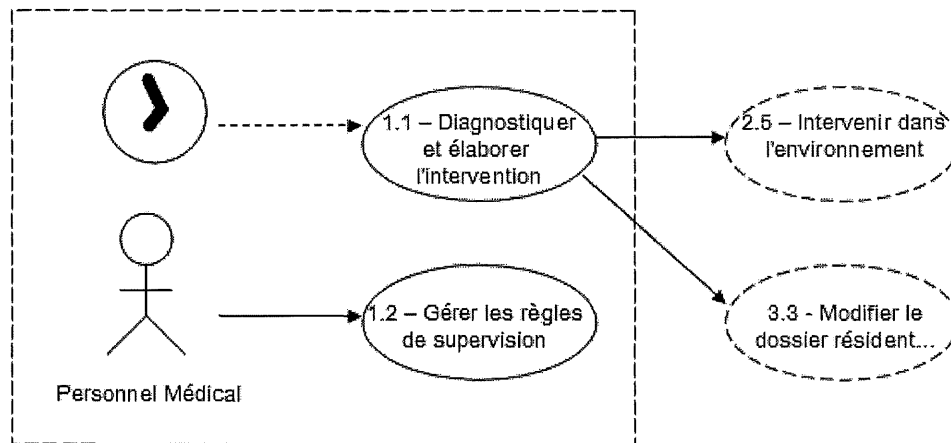 1.1 – Diagnostiquer
et élaborer
l'intervention
2.5 – Intervenir dans
l'environnement
1.2 – Gérer les règles
de supervision
3.3 - Modifier le
dossier résident...
Personnel Médical